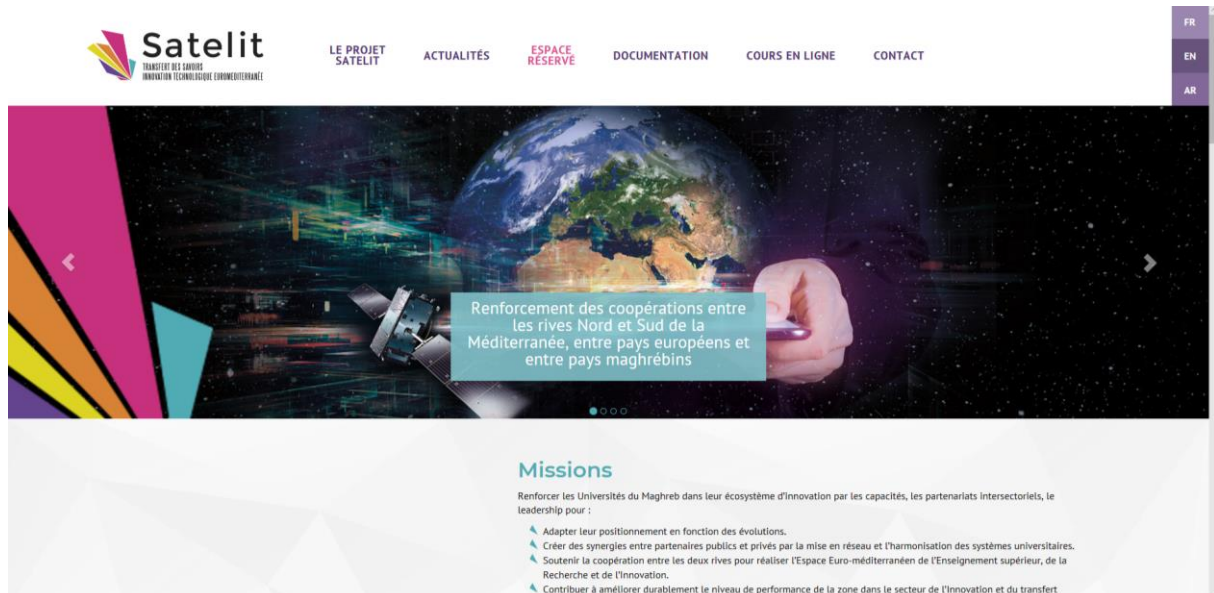 Satelit
TRANSFERT DES SAVOIRS
INNOVATION TECHNOLOGIQUE EUROMEDITERRANÉE
LE PROJET
SATELIT
ACTUALITÉS
ESPACE
RÉSERVÉ
DOCUMENTATION
COURS EN LIGNE
CONTACT
FR
EN
AR
Renforcement des coopérations entre
les rives Nord et Sud de la
Méditerranée, entre pays européens et
entre pays maghrébins
Missions
Renforcer les Universités du Maghreb dans leur écosystème d'Innovation par les capacités, les partenariats intersectoriels, le
leadership pour :
Adapter leur positionnement en fonction des évolutions.
Créer des synergies entre partenaires publics et privés par la mise en réseau et l'harmonisation des systèmes universitaires.
Soutenir la coopération entre les deux rives pour réaliser l'Espace Euro-méditerranéen de l'Enseignement supérieur, de la
Recherche et de l'Innovation.
Contribuer à améliorer durablement le niveau de performance de la zone dans le secteur de l'Innovation et du transfert